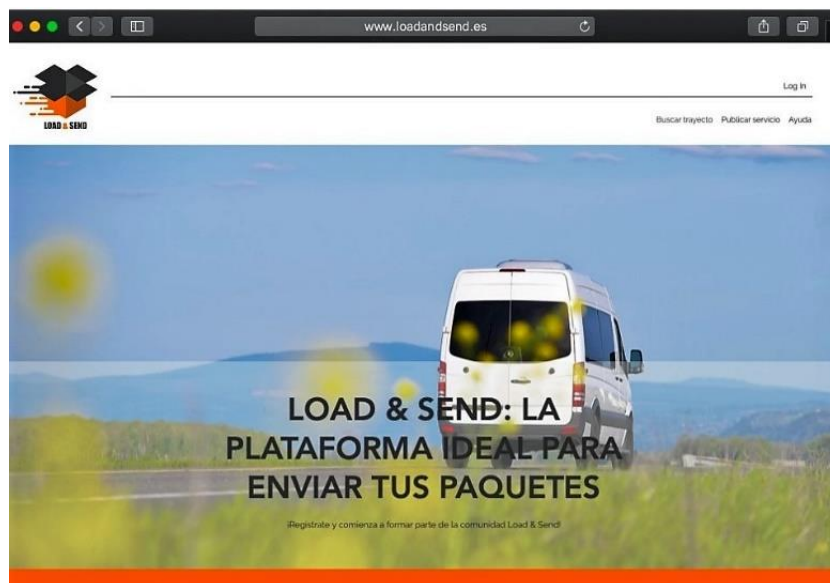 www.loadandsend.es
LOAD & SEND
Log In
Buscar trayecto Publicar servicio Ayuda
LOAD & SEND: LA
PLATAFORMA IDEAL PARA
ENVIAR TUS PAQUETES
¡Registrate y comienza a formar parte de la comunidad Load & Send!